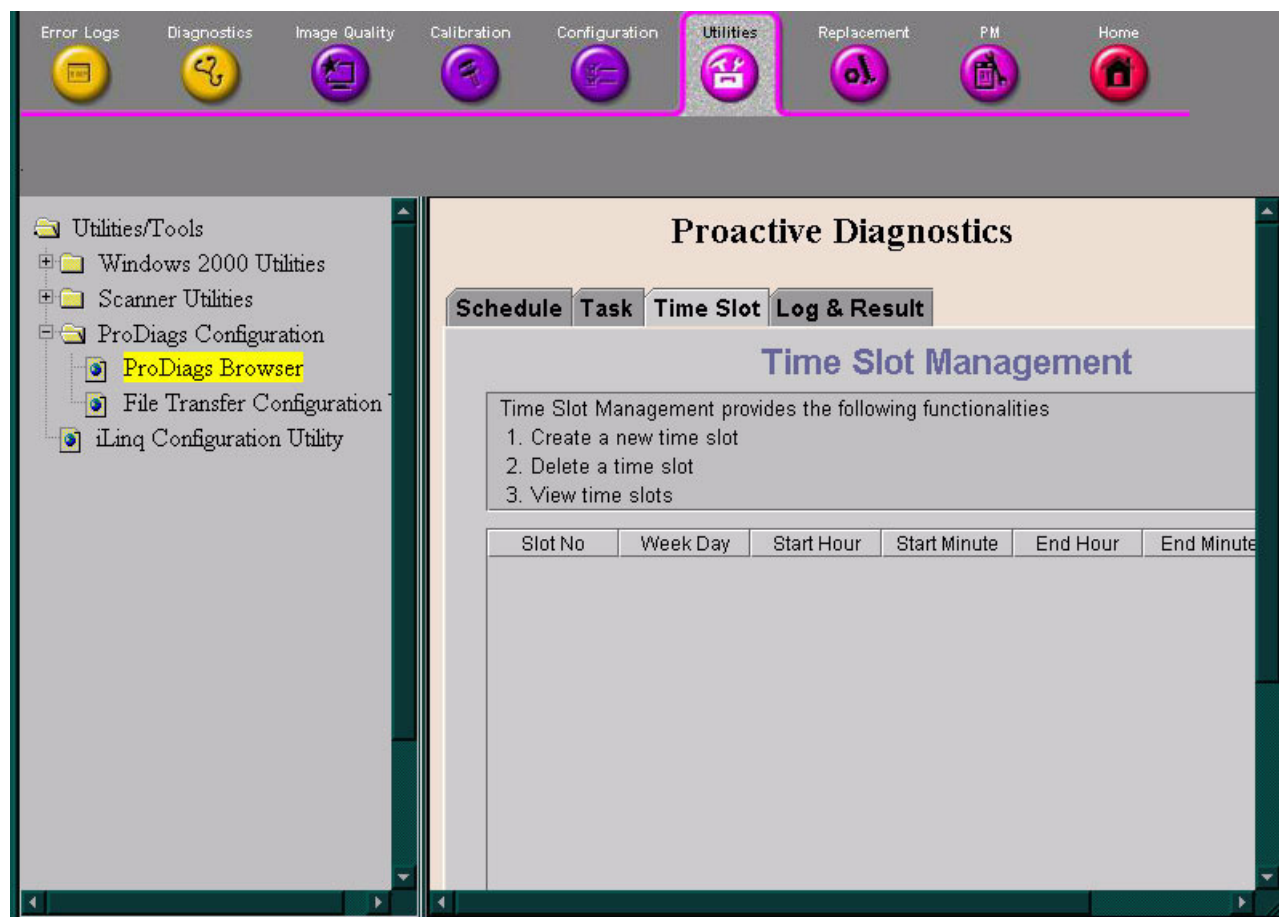 Error Logs Diagnostics Image Quality Calibration Configuration Utilities Replacement PM Home
Utilities/Tools
Windows 2000 Utilities
Scanner Utilities
ProDiags Configuration
ProDiags Browser
File Transfer Configuration
iLinq Configuration Utility
Proactive Diagnostics
Schedule Task Time Slot Log & Result
Time Slot Management
Time Slot Management provides the following functionalities
1. Create a new time slot
2. Delete a time slot
3. View time slots
Slot No Week Day Start Hour Start Minute End Hour End Minute